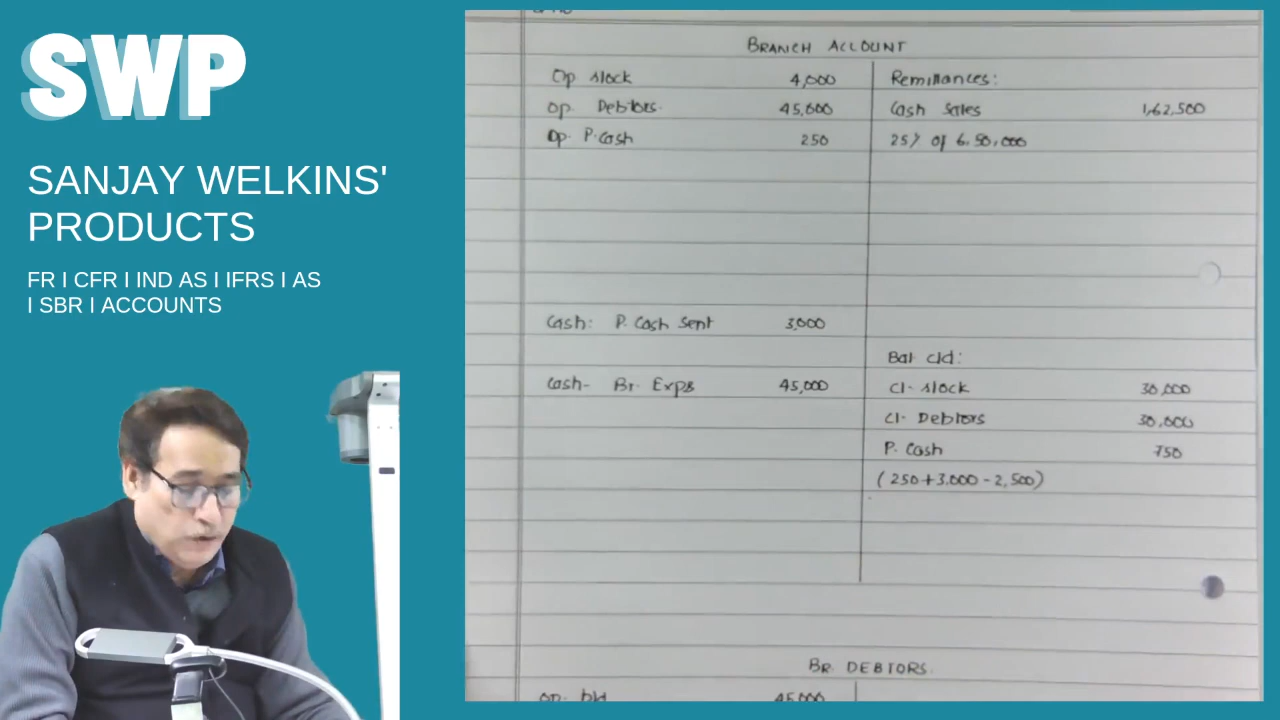 SWP
SANJAY WELKINS'
PRODUCTS
FR I CFR I IND AS I IFRS I AS
I SBR I ACCOUNTS
BRANCH ACCOUNT
Op stock 4,000 Remittances:
Op. Debtors. 45,000 Cash Sales 1,62,500
Op. P. Cash 250 25% of 6,50,000
Cash: P. Cash Sent 3,000
Bal c/d:
Cash- Br. Exps 45,000 Cl. stock 30,000
Cl. Debtors 30,000
P. Cash 750
(250+3,000-2,500)
BR. DEBTORS.
Op. b/d 45,000